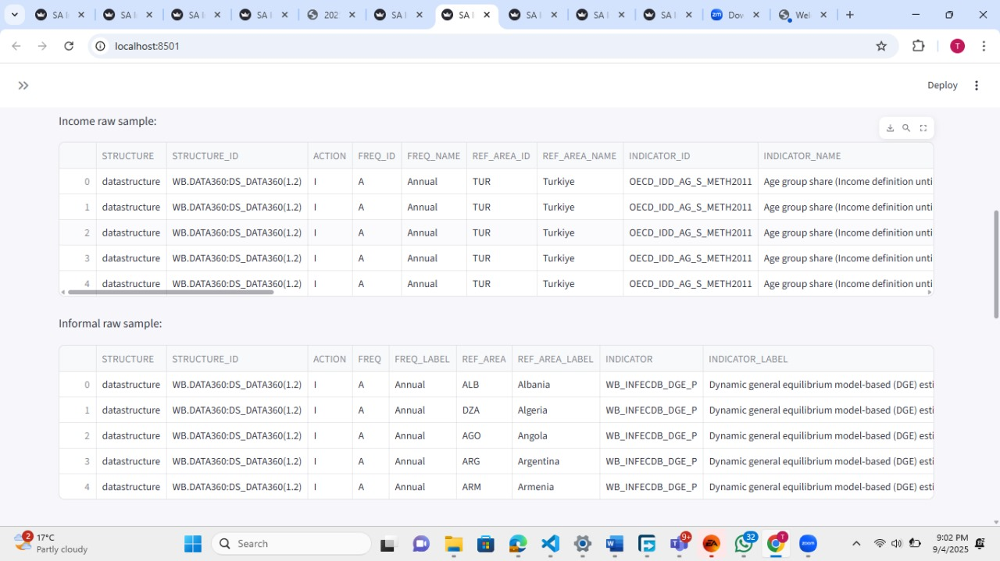 SA I SA I SA I SA I 202 SA I SA I SA I SA I SA I Dov Wel
localhost:8501 T
Deploy
Income raw sample:
STRUCTURE STRUCTURE_ID ACTION FREQ_ID FREQ_NAME REF_AREA_ID REF_AREA_NAME INDICATOR_ID INDICATOR_NAME
0 datastructure WB.DATA360:DS_DATA360(1.2) I A Annual TUR Turkiye OECD_IDD_AG_S_METH2011 Age group share (Income definition unti
1 datastructure WB.DATA360:DS_DATA360(1.2) I A Annual TUR Turkiye OECD_IDD_AG_S_METH2011 Age group share (Income definition unti
2 datastructure WB.DATA360:DS_DATA360(1.2) I A Annual TUR Turkiye OECD_IDD_AG_S_METH2011 Age group share (Income definition unti
3 datastructure WB.DATA360:DS_DATA360(1.2) I A Annual TUR Turkiye OECD_IDD_AG_S_METH2011 Age group share (Income definition unti
4 datastructure WB.DATA360:DS_DATA360(1.2) I A Annual TUR Turkiye OECD_IDD_AG_S_METH2011 Age group share (Income definition unti
Informal raw sample:
STRUCTURE STRUCTURE_ID ACTION FREQ FREQ_LABEL REF_AREA REF_AREA_LABEL INDICATOR INDICATOR_LABEL
0 datastructure WB.DATA360:DS_DATA360(1.2) I A Annual ALB Albania WB_INFECDB_DGE_P Dynamic general equilibrium model-based (DGE) esti
1 datastructure WB.DATA360:DS_DATA360(1.2) I A Annual DZA Algeria WB_INFECDB_DGE_P Dynamic general equilibrium model-based (DGE) esti
2 datastructure WB.DATA360:DS_DATA360(1.2) I A Annual AGO Angola WB_INFECDB_DGE_P Dynamic general equilibrium model-based (DGE) esti
3 datastructure WB.DATA360:DS_DATA360(1.2) I A Annual ARG Argentina WB_INFECDB_DGE_P Dynamic general equilibrium model-based (DGE) esti
4 datastructure WB.DATA360:DS_DATA360(1.2) I A Annual ARM Armenia WB_INFECDB_DGE_P Dynamic general equilibrium model-based (DGE) esti
2 17°C Search 9+ 32 T zoom 9:02 PM
Partly cloudy 9/4/2025